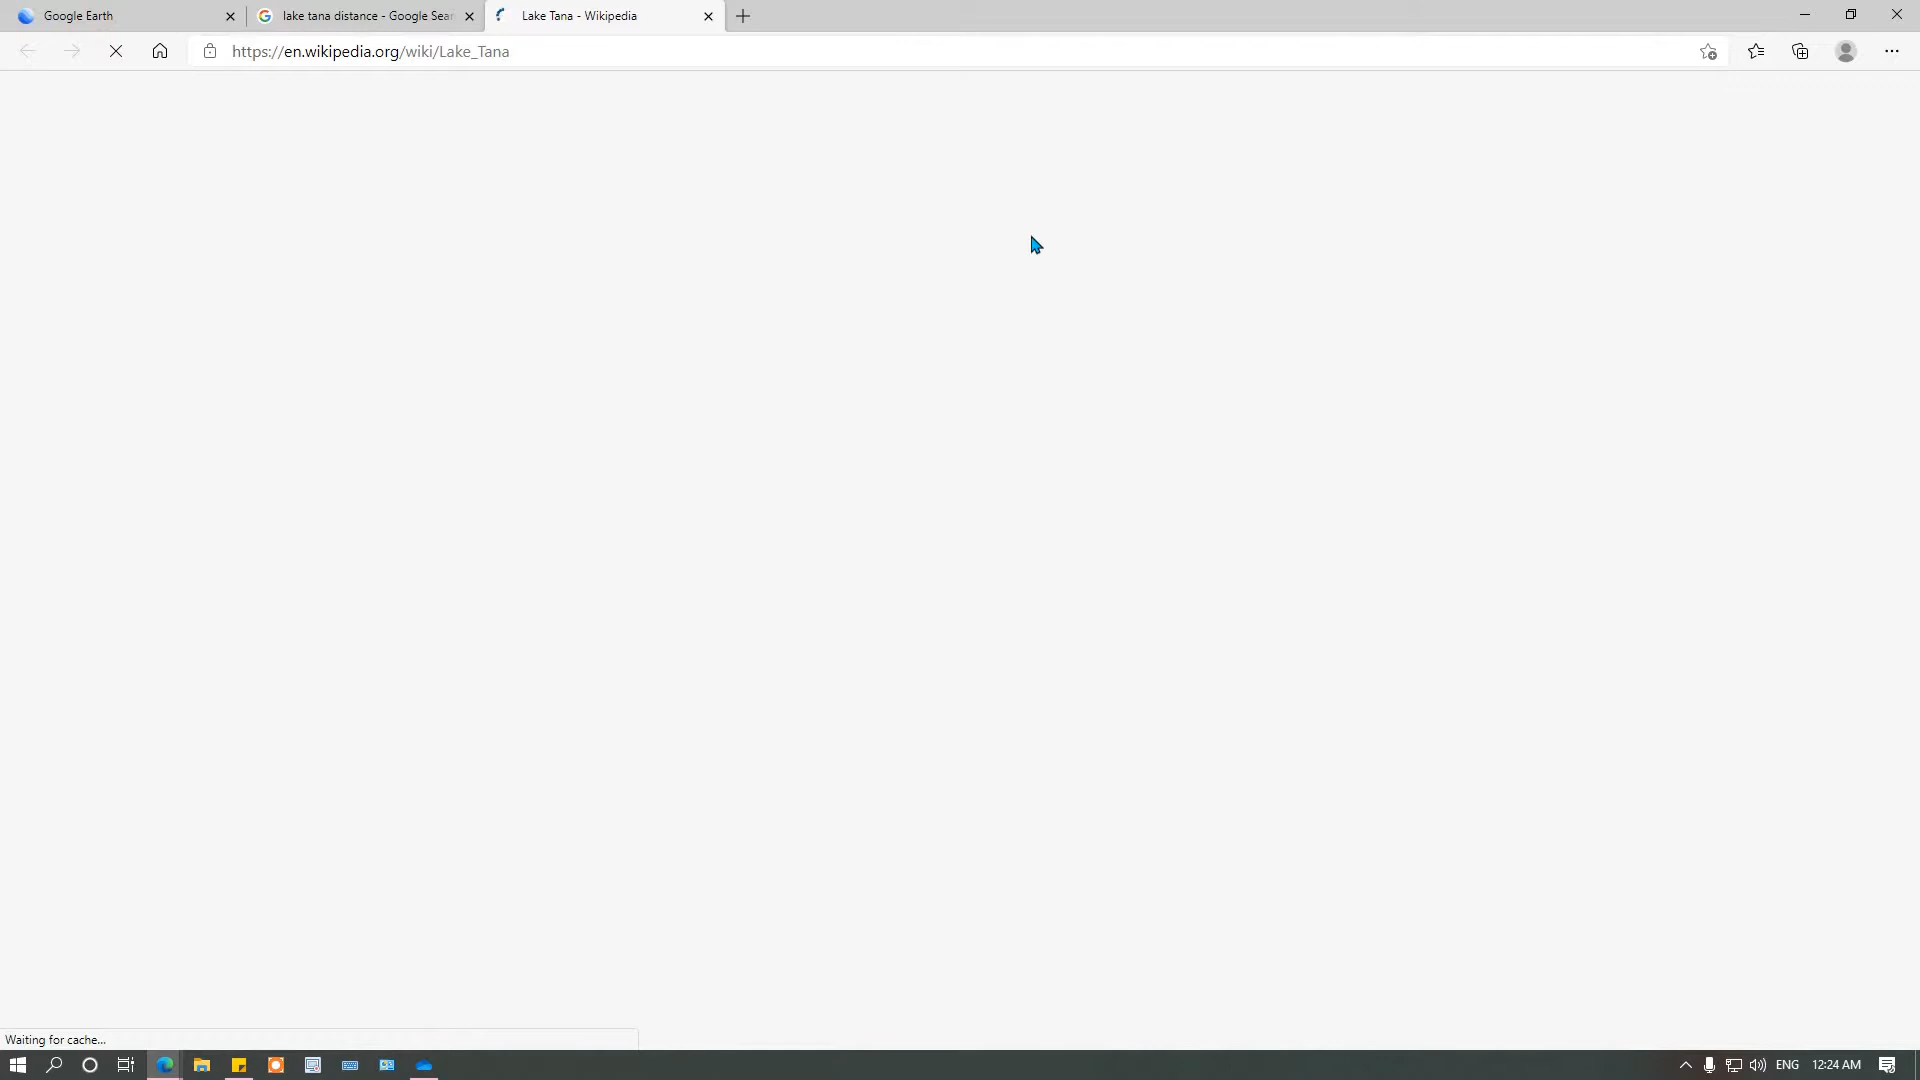 Google Earth
lake tana distance - Google Sear
Lake Tana - Wikipedia
https://en.wikipedia.org/wiki/Lake_Tana
Waiting for cache...
ENG
12:24 AM